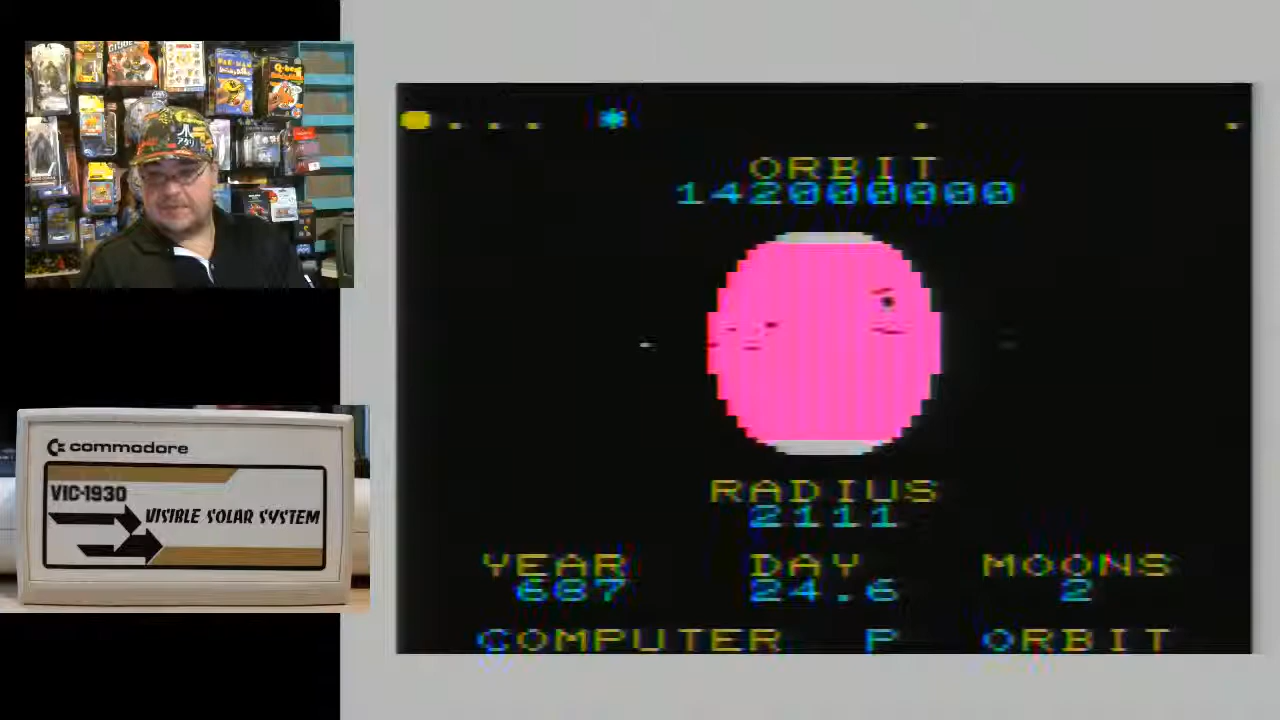 ORBIT
142000000
RADIUS
2111
YEAR DAY MOONS
687 24.6 2
COMPUTER P ORBIT
commodore
VIC-1930
VISIBLE SOLAR SYSTEM